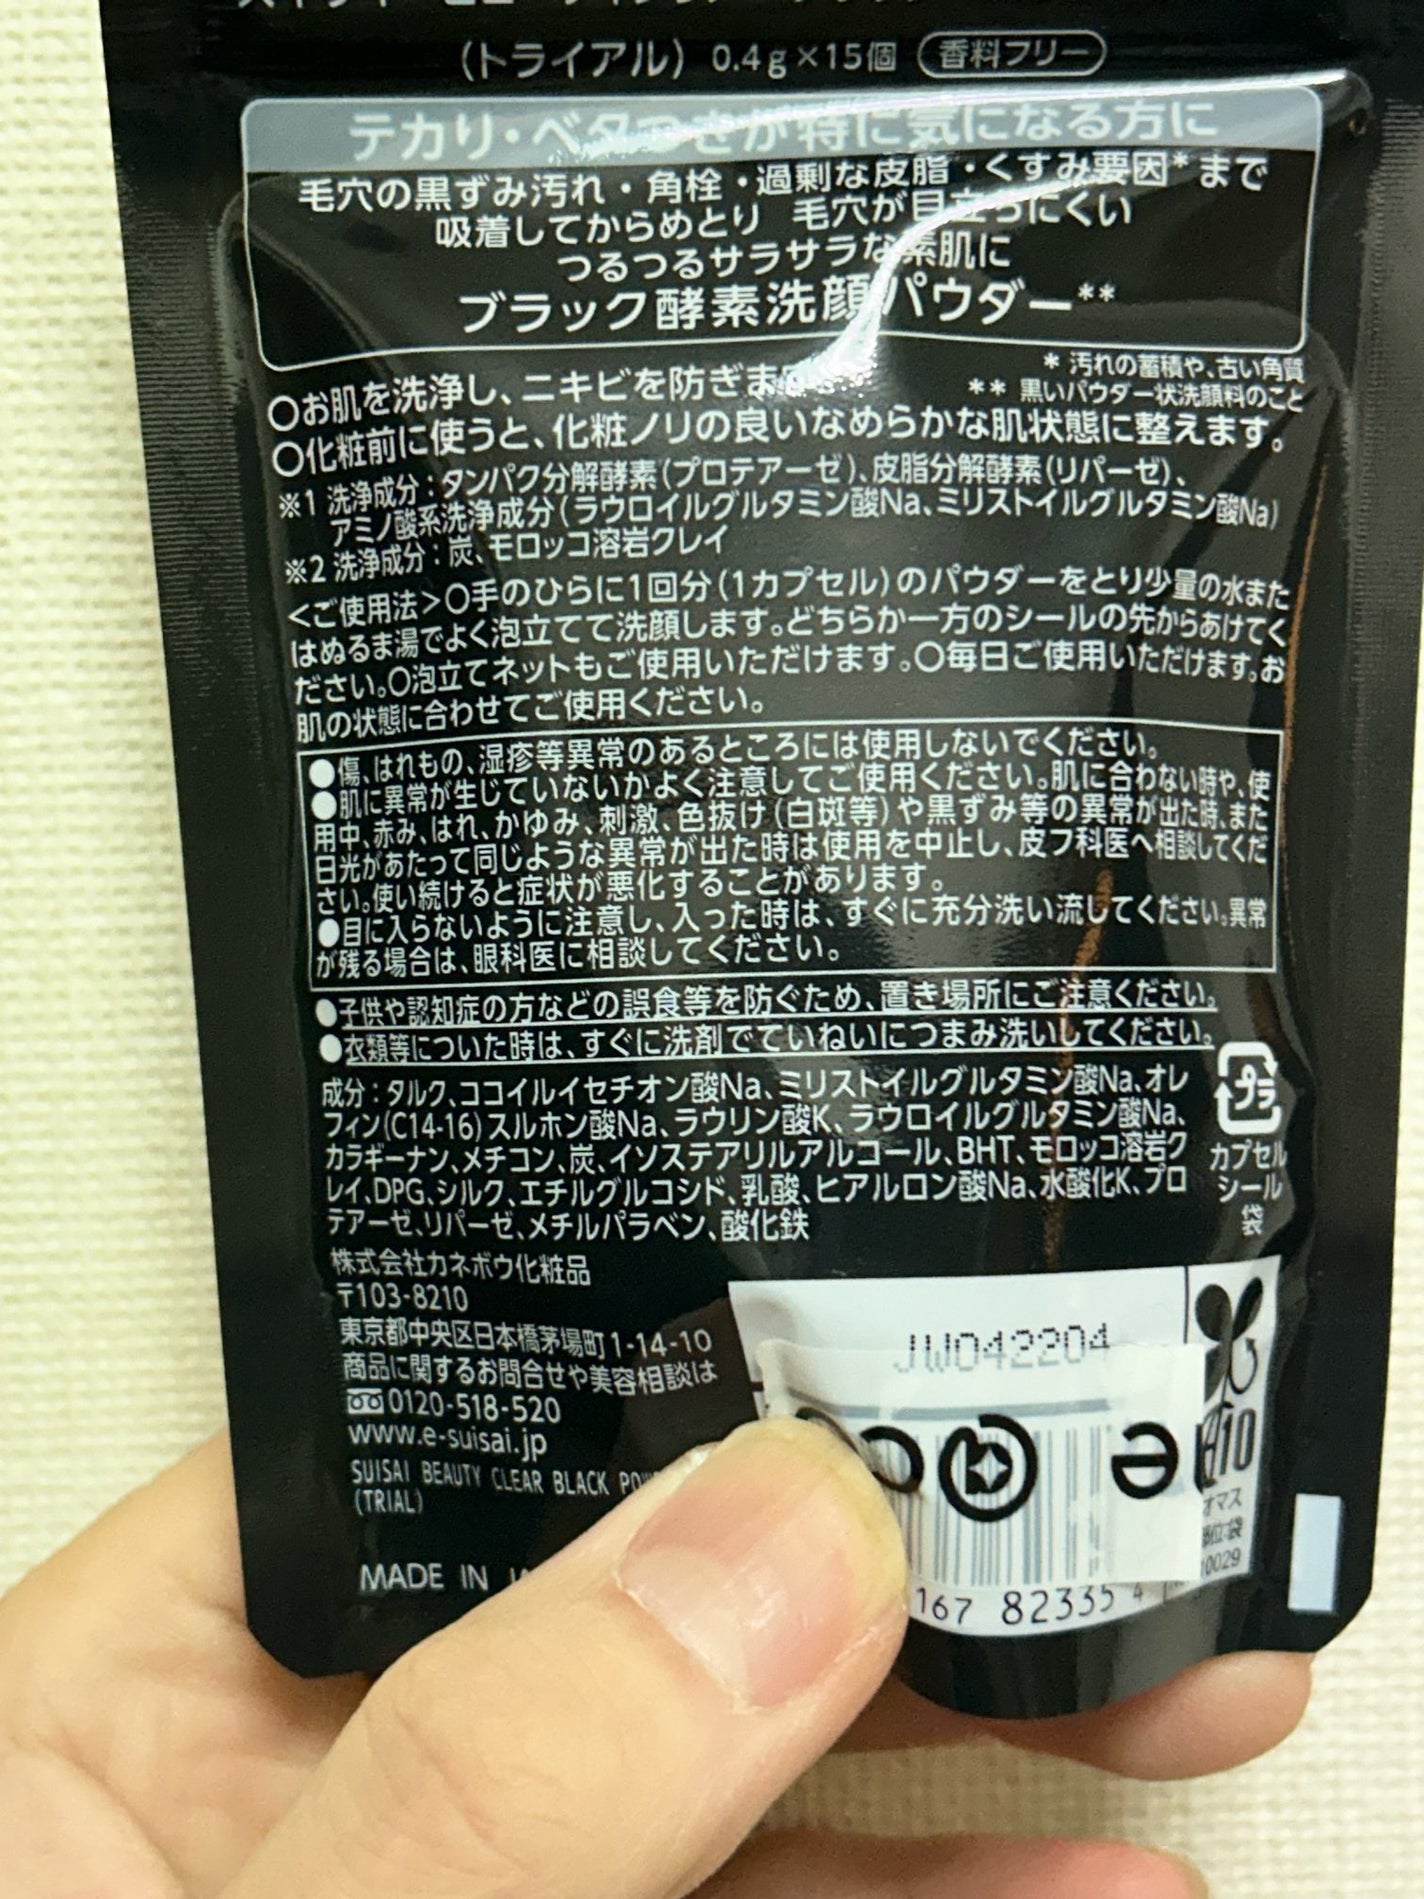 (トライアル) 0.4g×15個 香料フリー
テカリ・ベタつきが特に気になる方に
毛穴の黒ずみ汚れ・角栓・過剰な皮脂・くすみ要因*まで
吸着してからめとり 毛穴が目立ちにくい
つるつるサラサラな素肌に
ブラック酵素洗顔パウダー**
* 汚れの蓄積や、古い角質
** 黒いパウダー状洗顔料のこと
○お肌を洗浄し、ニキビを防ぎます。
○化粧前に使うと、化粧ノリの良いなめらかな肌状態に整えます。
※1 洗浄成分:タンパク分解酵素(プロテアーゼ)、皮脂分解酵素(リパーゼ)、
アミノ酸系洗浄成分(ラウロイルグルタミン酸Na、ミリストイルグルタミン酸Na)
※2 洗浄成分:炭、モロッコ溶岩クレイ
<ご使用法>○手のひらに1回分(1カプセル)のパウダーをとり少量の水また
はぬるま湯でよく泡立てて洗顔します。どちらか一方のシールの先からあけてく
ださい。○泡立てネットもご使用いただけます。○毎日ご使用いただけます。お
肌の状態に合わせてご使用ください。
●傷、はれもの、湿疹等異常のあるところには使用しないでください。
●肌に異常が生じていないかよく注意してご使用ください。肌に合わない時や、使
用中、赤み、はれ、かゆみ、刺激、色抜け(白斑等)や黒ずみ等の異常が出た時、また
日光があたって同じような異常が出た時は使用を中止し、皮フ科医へ相談してくだ
さい。使い続けると症状が悪化することがあります。
●目に入らないように注意し、入った時は、すぐに充分洗い流してください。異常
が残る場合は、眼科医に相談してください。
●子供や認知症の方などの誤食等を防ぐため、置き場所にご注意ください。
●衣類等についた時は、すぐに洗剤でていねいにつまみ洗いしてください。
成分:タルク、ココイルイセチオン酸Na、ミリストイルグルタミン酸Na、オレ
フィン(C14-16)スルホン酸Na、ラウリン酸K、ラウロイルグルタミン酸Na、
カラギーナン、メチコン、炭、イソステアリルアルコール、BHT、モロッコ溶岩ク
レイ、DPG、シルク、エチルグルコシド、乳酸、ヒアルロン酸Na、水酸化K、プロ
テアーゼ、リパーゼ、メチルパラベン、酸化鉄
プラ
カプセル
シール
袋
株式会社カネボウ化粧品
〒103-8210
東京都中央区日本橋茅場町1-14-10
商品に関するお問合せや美容相談は
0120-518-520
www.e-suisai.jp
SUISAI BEAUTY CLEAR BLACK
(TRIAL)
MADE IN
JW042204
@c
e
10
オマス
部位:袋
10029
167 82335 4